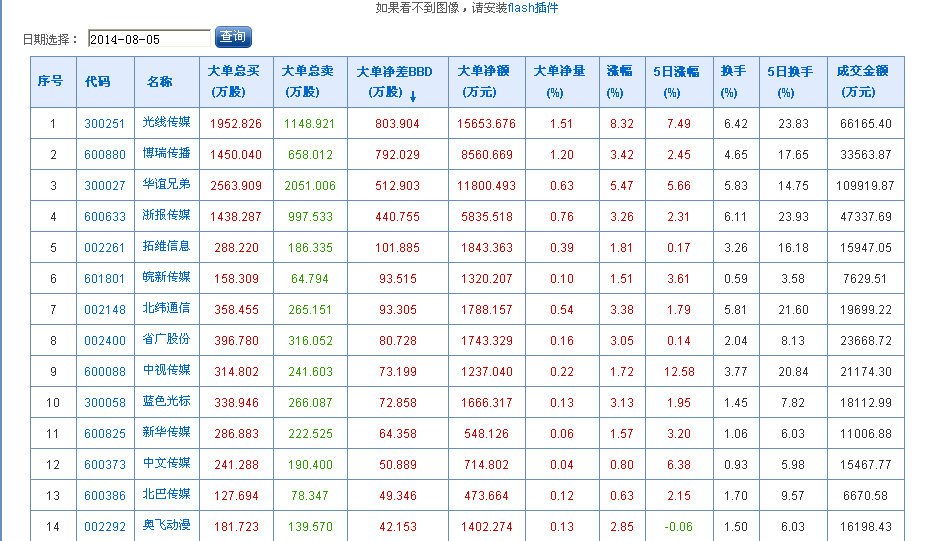 如果看不到图像，请安装flash插件
日期选择： 2014-08-05 查询
序号 代码 名称 大单总买(万股) 大单总卖(万股) 大单净差BBD(万股)↓ 大单净额(万元) 大单净量(%) 涨幅(%) 5日涨幅(%) 换手(%) 5日换手(%) 成交金额(万元)
1 300251 光线传媒 1952.826 1148.921 803.904 15653.676 1.51 8.32 7.49 6.42 23.83 66165.40
2 600880 博瑞传播 1450.040 658.012 792.029 8560.669 1.20 3.42 2.45 4.65 17.65 33563.87
3 300027 华谊兄弟 2563.909 2051.006 512.903 11800.493 0.63 5.47 5.66 5.83 14.75 109919.87
4 600633 浙报传媒 1438.287 997.533 440.755 5835.518 0.76 3.26 2.31 6.11 23.93 47337.69
5 002261 拓维信息 288.220 186.335 101.885 1843.363 0.39 1.81 0.17 3.26 16.18 15947.05
6 601801 皖新传媒 158.309 64.794 93.515 1320.207 0.10 1.51 3.61 0.59 3.58 7629.51
7 002148 北纬通信 358.455 265.151 93.305 1788.157 0.54 3.38 1.79 5.81 21.60 19699.22
8 002400 省广股份 396.780 316.052 80.728 1743.329 0.16 3.05 0.14 2.04 8.13 23668.72
9 600088 中视传媒 314.802 241.603 73.199 1237.040 0.22 1.72 12.58 3.77 20.84 21174.30
10 300058 蓝色光标 338.946 266.087 72.858 1666.317 0.13 3.13 1.95 1.45 7.82 18112.99
11 600825 新华传媒 286.883 222.525 64.358 548.126 0.06 1.57 3.20 1.06 6.03 11006.88
12 600373 中文传媒 241.288 190.400 50.889 714.802 0.04 0.80 6.38 0.93 5.98 15467.77
13 600386 北巴传媒 127.694 78.347 49.346 473.664 0.12 0.63 2.15 1.70 9.57 6670.58
14 002292 奥飞动漫 181.723 139.570 42.153 1402.274 0.13 2.85 -0.06 1.50 6.03 16198.43